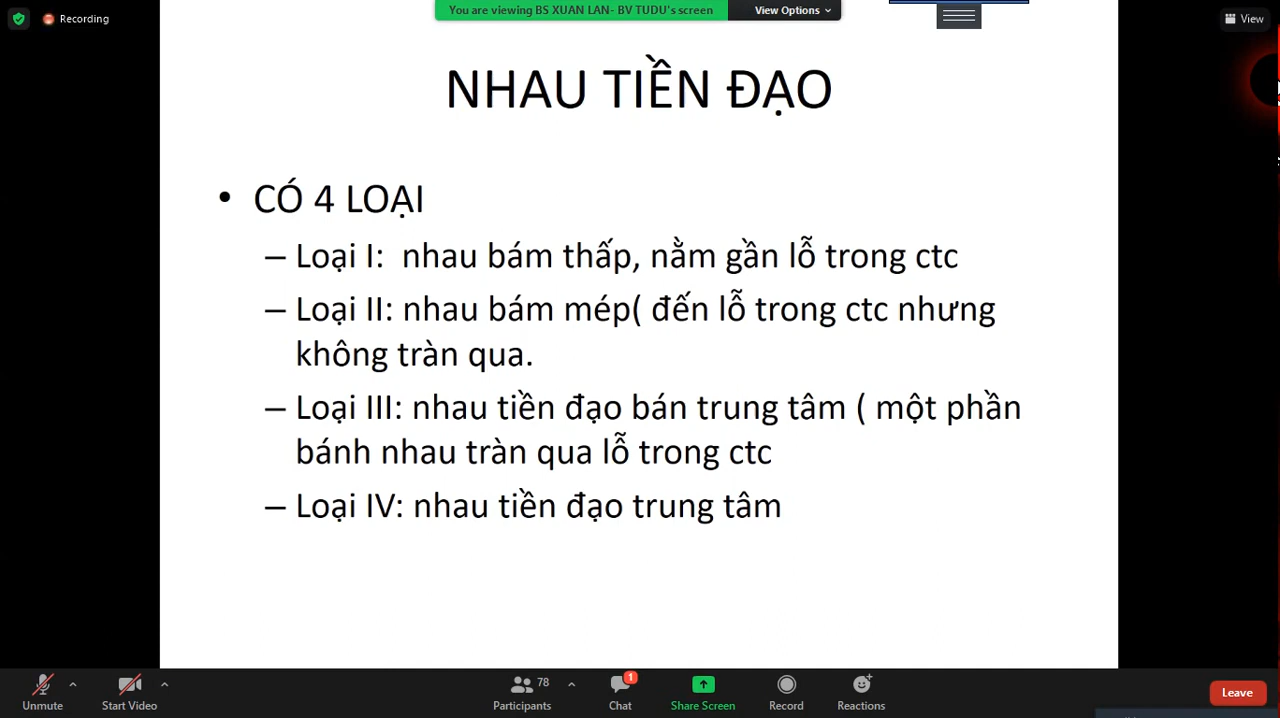 Recording
You are viewing BS XUAN LAN- BV TUDU's screen
View Options
View
NHAU TIỀN ĐẠO
• CÓ 4 LOẠI
– Loại I:  nhau bám thấp, nằm gần lỗ trong ctc
– Loại II: nhau bám mép( đến lỗ trong ctc nhưng
không tràn qua.
– Loại III: nhau tiền đạo bán trung tâm ( một phần
bánh nhau tràn qua lỗ trong ctc
– Loại IV: nhau tiền đạo trung tâm
78
1
Unmute
Start Video
Participants
Chat
Share Screen
Record
Reactions
Leave